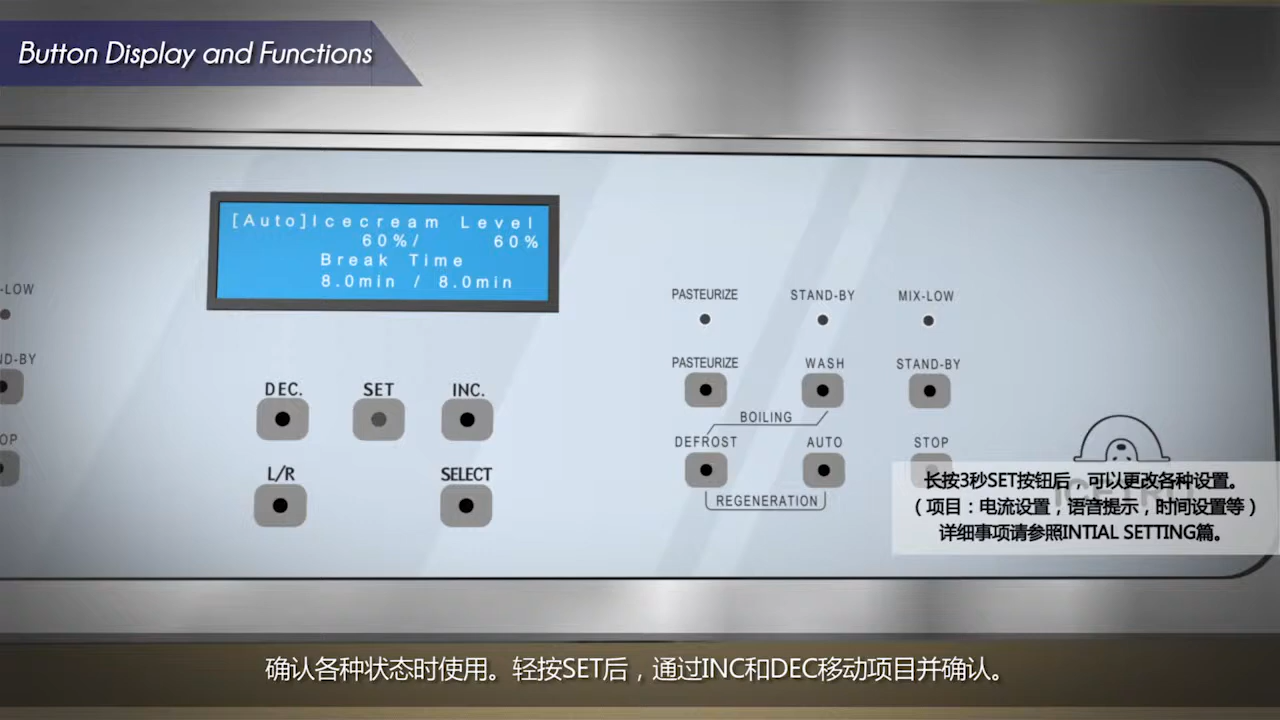 Button Display and Functions
[Auto]Icecream Level
60%/ 60%
Break Time
8.0min / 8.0min
-LOW
PASTEURIZE STAND-BY MIX-LOW
ND-BY
PASTEURIZE WASH STAND-BY
DEC. SET INC.
BOILING
OP
DEFROST AUTO STOP
L/R SELECT
REGENERATION
长按3秒SET按钮后，可以更改各种设置。
（项目：电流设置，语音提示，时间设置等）
详细事项请参照INTIAL SETTING篇。
确认各种状态时使用。轻按SET后，通过INC和DEC移动项目并确认。